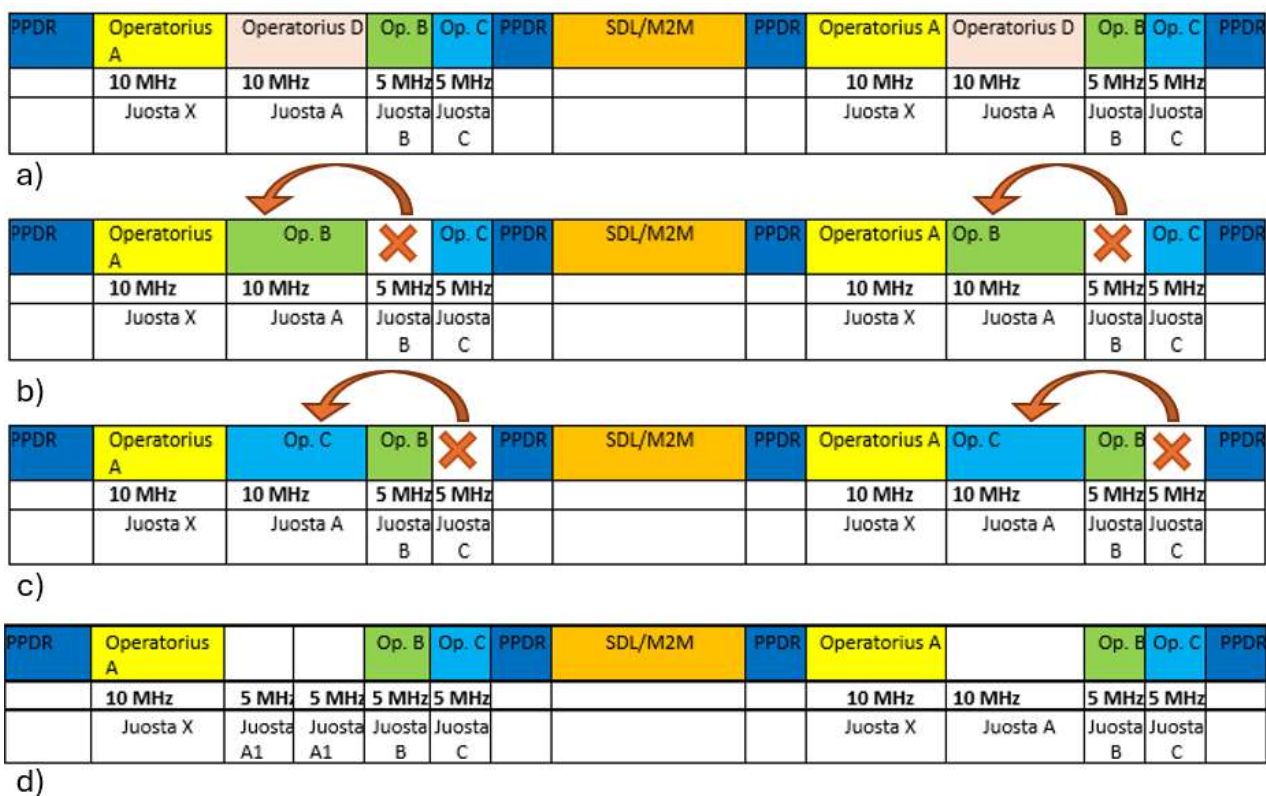 PPDR Operatorius Operatorius D Op. B Op. C PPDR SDL/M2M PPDR Operatorius A Operatorius D Op. B Op. C PPDR
A
10 MHz 10 MHz 5 MHz 5 MHz 10 MHz 10 MHz 5 MHz 5 MHz
Juosta X Juosta A Juosta Juosta Juosta X Juosta A Juosta Juosta
B C B C
a)
PPDR Operatorius Op. B Op. C PPDR SDL/M2M PPDR Operatorius A Op. B Op. C PPDR
A
10 MHz 10 MHz 5 MHz 5 MHz 10 MHz 10 MHz 5 MHz 5 MHz
Juosta X Juosta A Juosta Juosta Juosta X Juosta A Juosta Juosta
B C B C
b)
PPDR Operatorius Op. C Op. B PPDR SDL/M2M PPDR Operatorius A Op. C Op. B PPDR
A
10 MHz 10 MHz 5 MHz 5 MHz 10 MHz 10 MHz 5 MHz 5 MHz
Juosta X Juosta A Juosta Juosta Juosta X Juosta A Juosta Juosta
B C B C
c)
PPDR Operatorius Op. B Op. C PPDR SDL/M2M PPDR Operatorius A Op. B Op. C PPDR
A
10 MHz 5 MHz 5 MHz 5 MHz 5 MHz 10 MHz 10 MHz 5 MHz 5 MHz
Juosta X Juosta Juosta Juosta Juosta Juosta X Juosta A Juosta Juosta
A1 A1 B C B C
d)